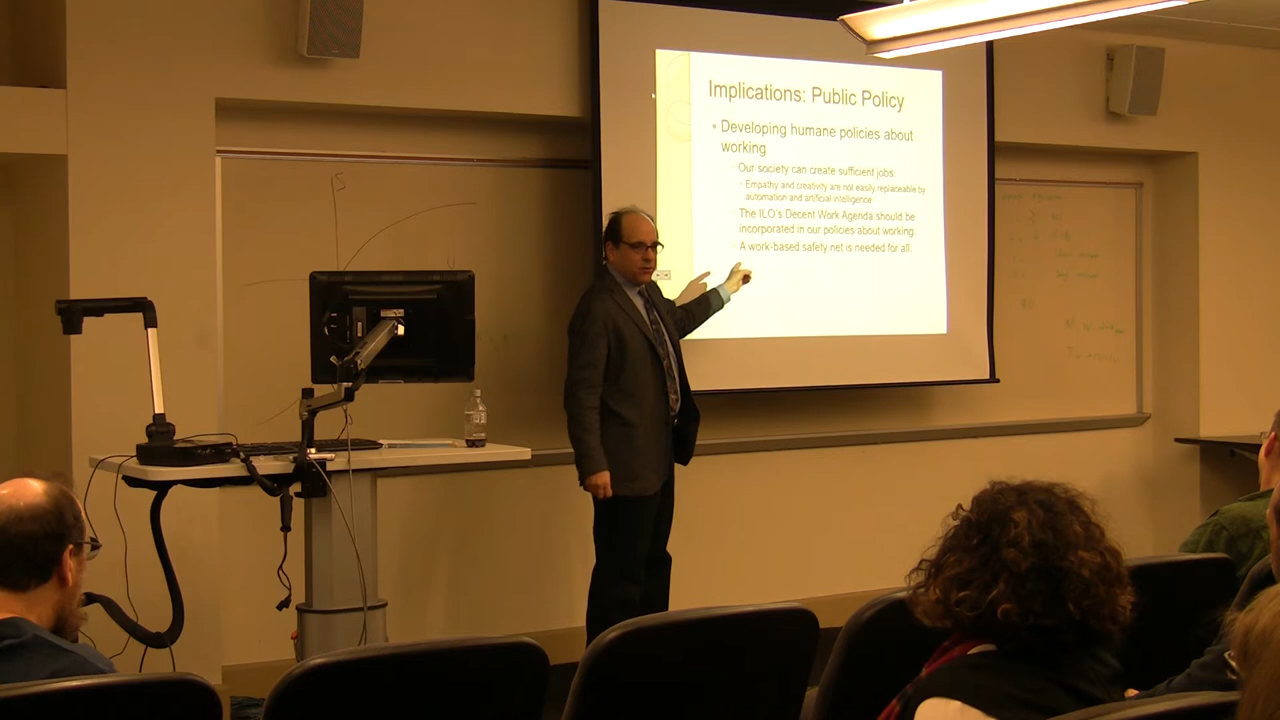 Implications: Public Policy
Developing humane policies about
working
Our society can create sufficient jobs.
Empathy and creativity are not easily replaceable by
automation and artificial intelligence
The ILO's Decent Work Agenda should be
incorporated in our policies about working.
A work-based safety net is needed for all.
S